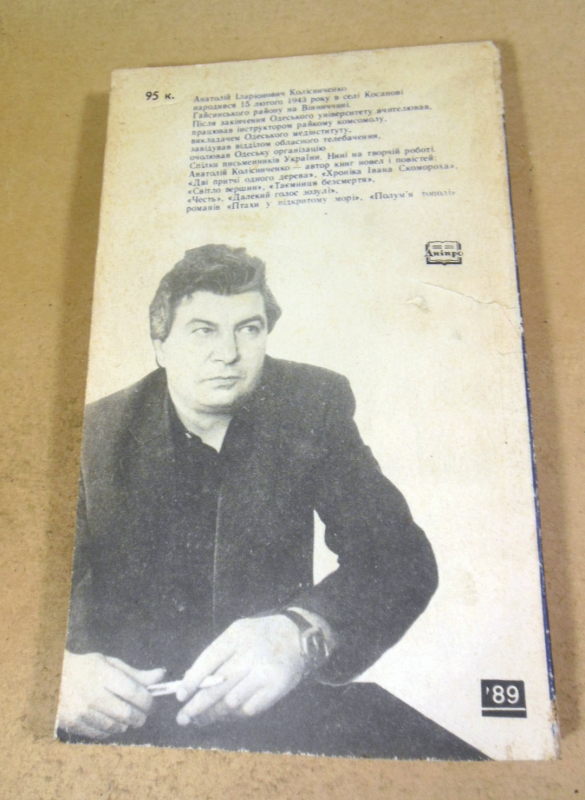 95 к.
Анатолій Іларіонович Колісниченко
народився 15 лютого 1943 року в селі Косанові
Гайсинського району на Вінниччині.
Після закінчення Одеського університету вчителював,
працював інструктором райкому комсомолу,
викладачем Одеського медінституту,
завідував відділом обласного телебачення,
очолював Одеську організацію
Спілки письменників України. Нині на творчій роботі.
Анатолій Колісниченко — автор книг новел і повістей:
«Дві притчі одного дерева», «Хроніка Івана Скомороха»,
«Світло вершин», «Таємниця безсмертя»,
«Честь», «Далекий голос зозулі»,
романів «Птахи у відкритому морі», «Полум'я тополі»
Дніпро
'89